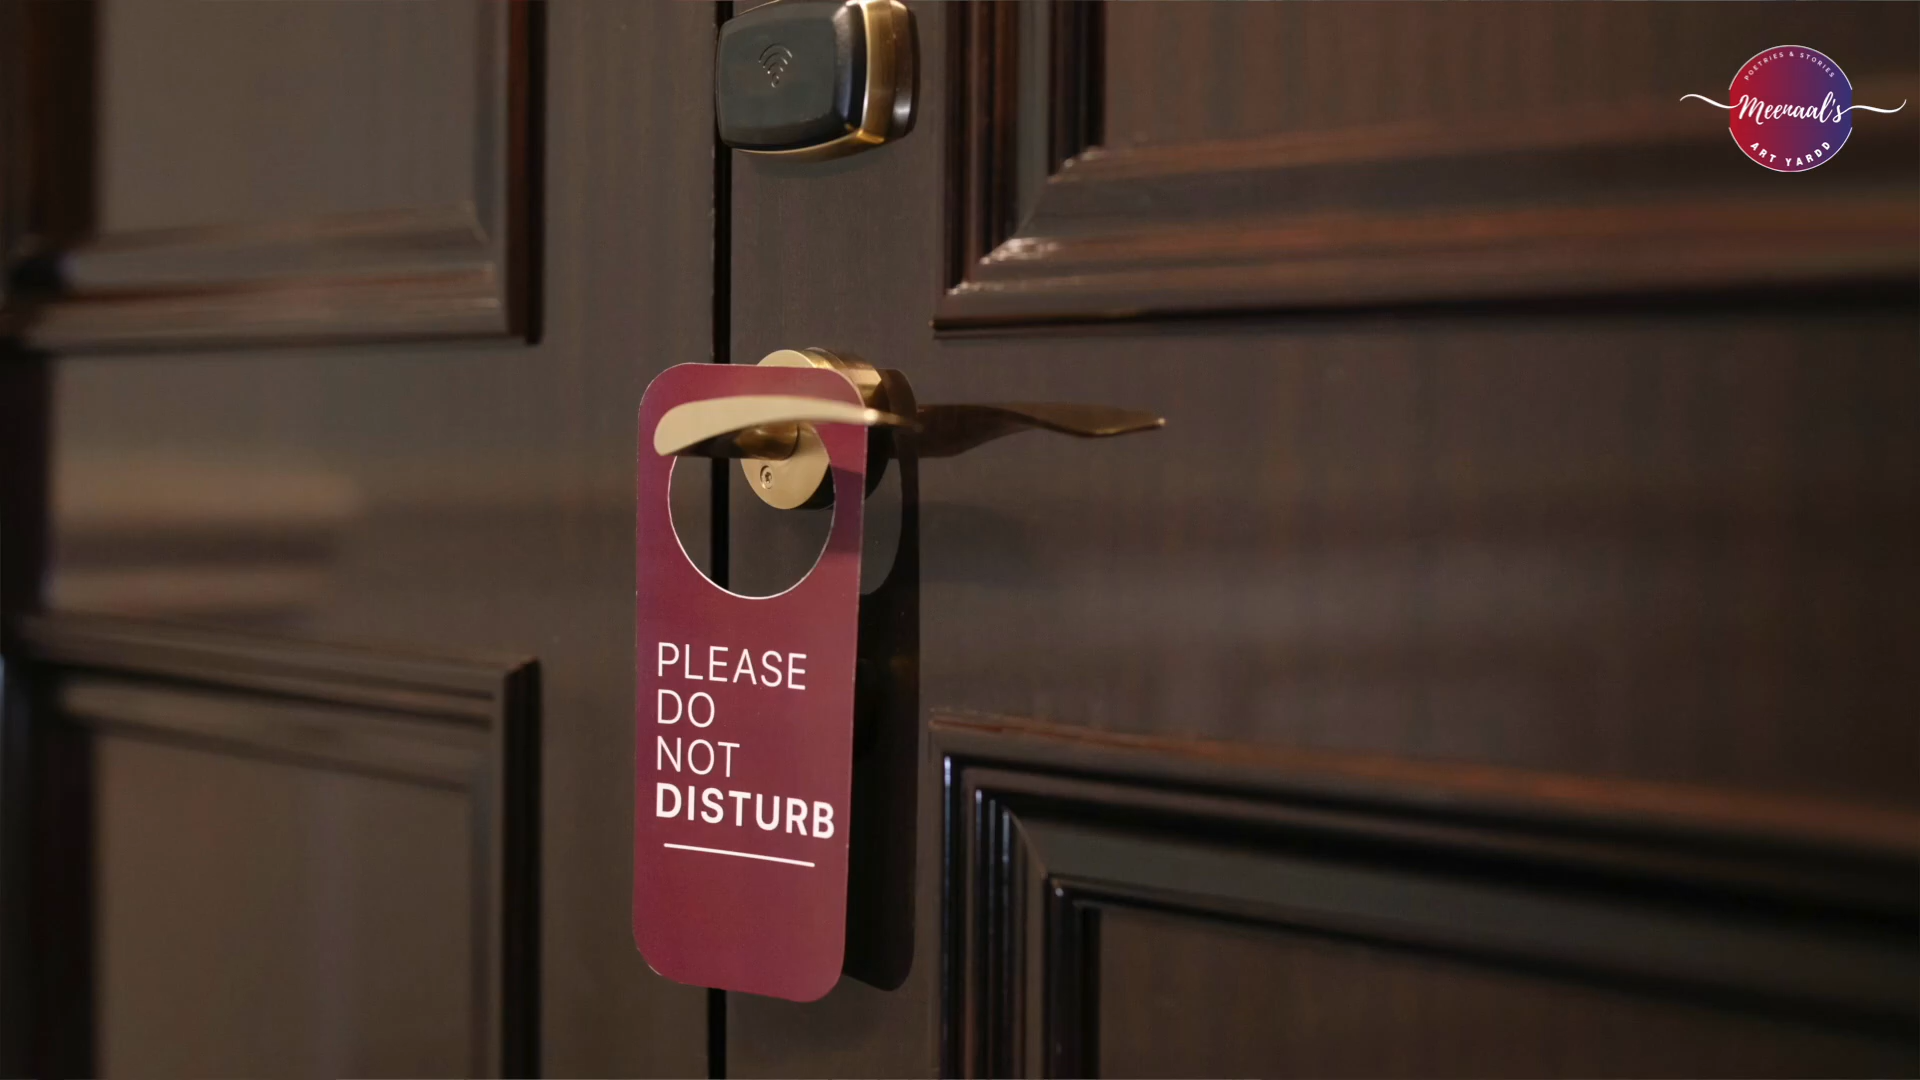 POETRIES & STORIES
Meenaal's
ART YARDD
PLEASE
DO
NOT
DISTURB